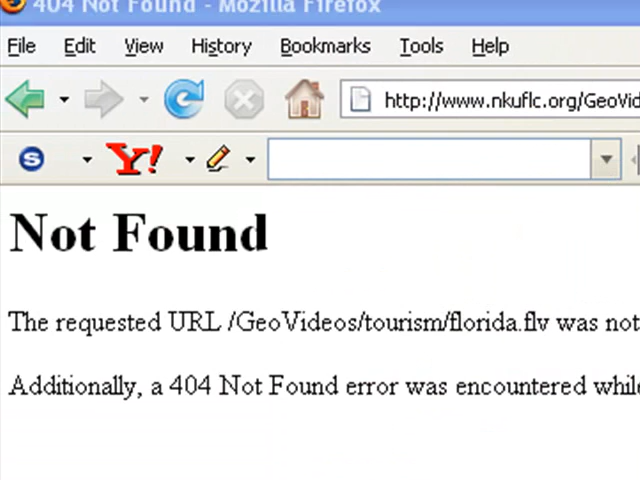 404 Not Found - Mozilla Firefox
File Edit View History Bookmarks Tools Help
http://www.nkuflc.org/GeoVid
S Y!
Not Found
The requested URL /GeoVideos/tourism/florida.flv was not
Additionally, a 404 Not Found error was encountered while